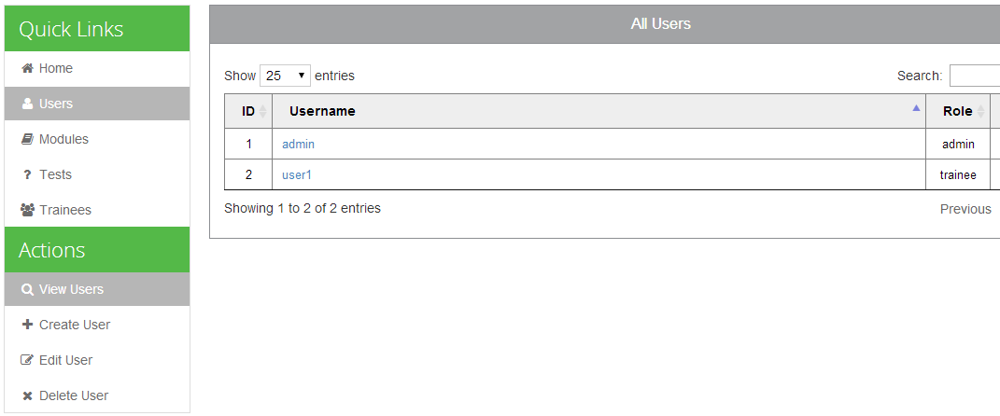 Quick Links
Home
Users
Modules
Tests
Trainees
Actions
View Users
Create User
Edit User
Delete User
All Users
Show 25 entries
Search:
ID Username Role
1 admin admin
2 user1 trainee
Showing 1 to 2 of 2 entries
Previous